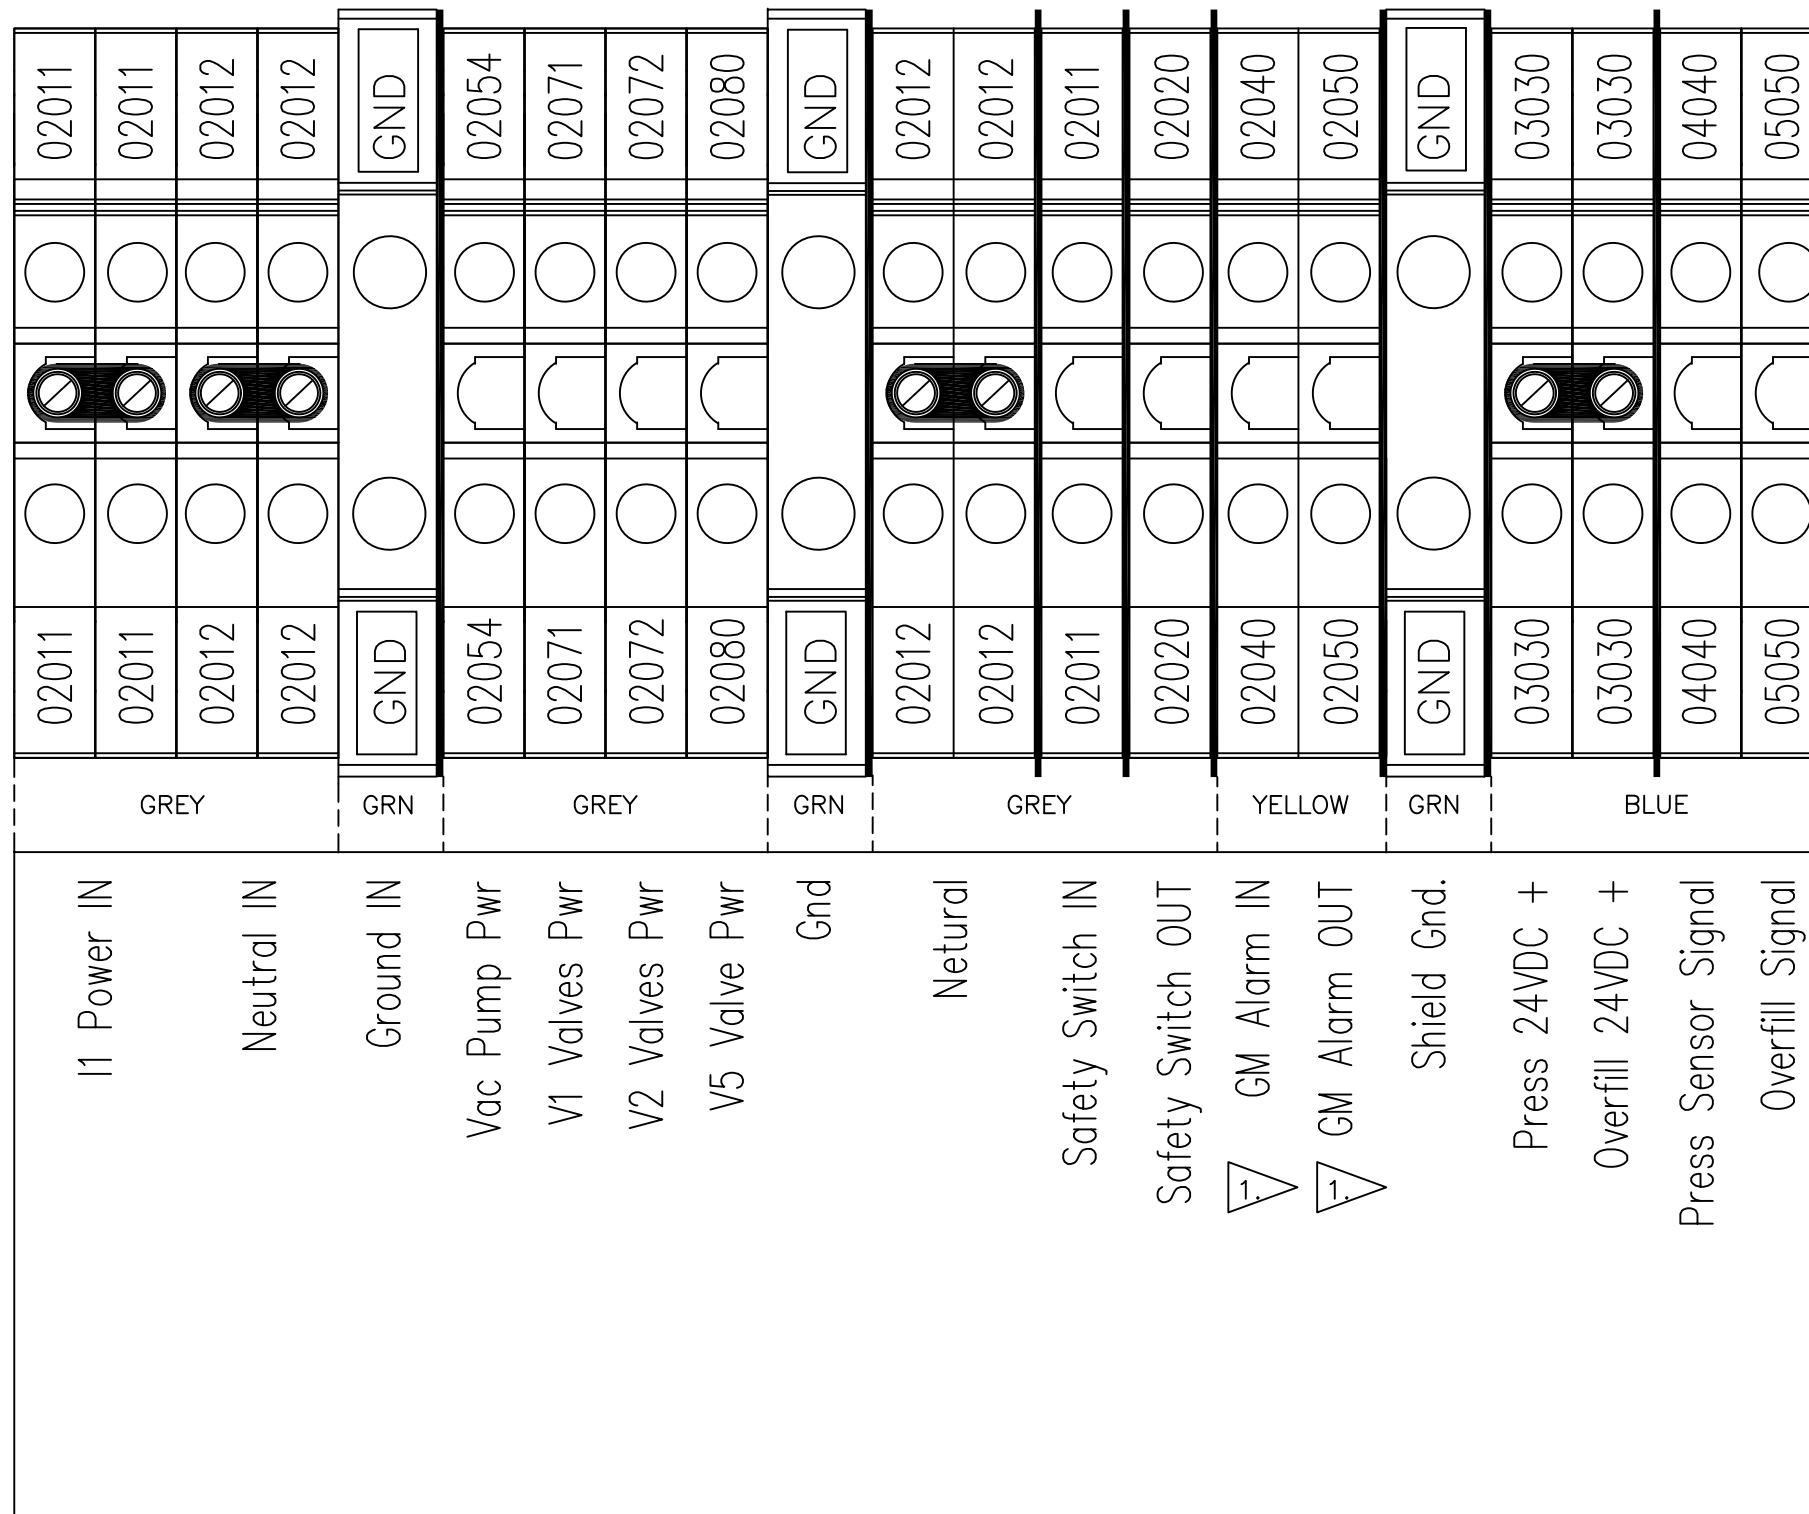 02011
02011
02012
02012
GND
02054
02071
02072
02080
GND
02012
02012
02011
02020
02040
02050
GND
03030
03030
04040
05050
02011
02011
02012
02012
GND
02054
02071
02072
02080
GND
02012
02012
02011
02020
02040
02050
GND
03030
03030
04040
05050
GREY
GRN
GREY
GRN
GREY
YELLOW
GRN
BLUE
I1 Power IN
Neutral IN
Ground IN
Vac Pump Pwr
V1 Valves Pwr
V2 Valves Pwr
V5 Valve Pwr
Gnd
Netural
Safety Switch IN
Safety Switch OUT
GM Alarm IN
1.
GM Alarm OUT
1.
Shield Gnd.
Press 24VDC +
Overfill 24VDC +
Press Sensor Signal
Overfill Signal